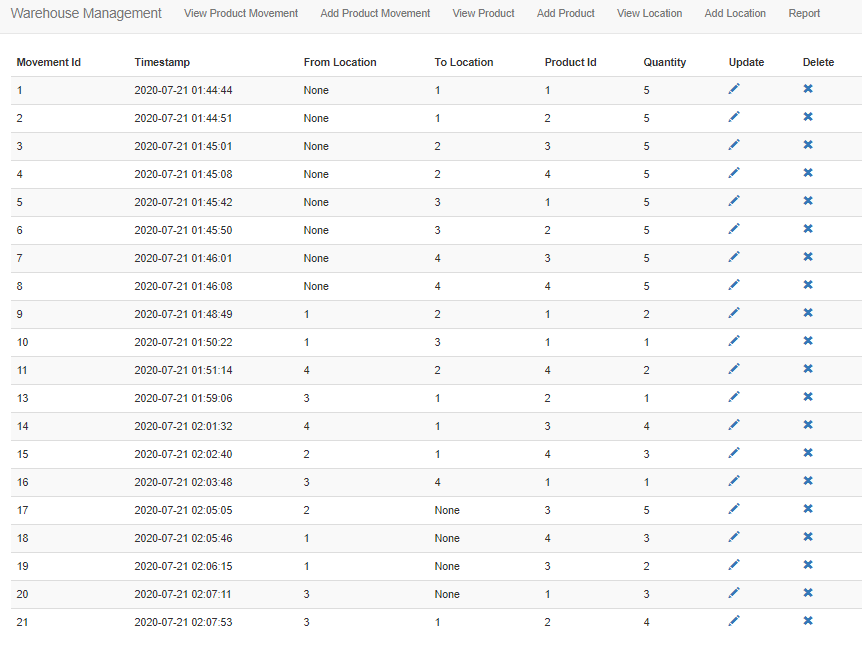 Warehouse Management View Product Movement Add Product Movement View Product Add Product View Location Add Location Report
Movement Id Timestamp From Location To Location Product Id Quantity Update Delete
1 2020-07-21 01:44:44 None 1 1 5
2 2020-07-21 01:44:51 None 1 2 5
3 2020-07-21 01:45:01 None 2 3 5
4 2020-07-21 01:45:08 None 2 4 5
5 2020-07-21 01:45:42 None 3 1 5
6 2020-07-21 01:45:50 None 3 2 5
7 2020-07-21 01:46:01 None 4 3 5
8 2020-07-21 01:46:08 None 4 4 5
9 2020-07-21 01:48:49 1 2 1 2
10 2020-07-21 01:50:22 1 3 1 1
11 2020-07-21 01:51:14 4 2 4 2
13 2020-07-21 01:59:06 3 1 2 1
14 2020-07-21 02:01:32 4 1 3 4
15 2020-07-21 02:02:40 2 1 4 3
16 2020-07-21 02:03:48 3 4 1 1
17 2020-07-21 02:05:05 2 None 3 5
18 2020-07-21 02:05:46 1 None 4 3
19 2020-07-21 02:06:15 1 None 3 2
20 2020-07-21 02:07:11 3 None 1 3
21 2020-07-21 02:07:53 3 1 2 4